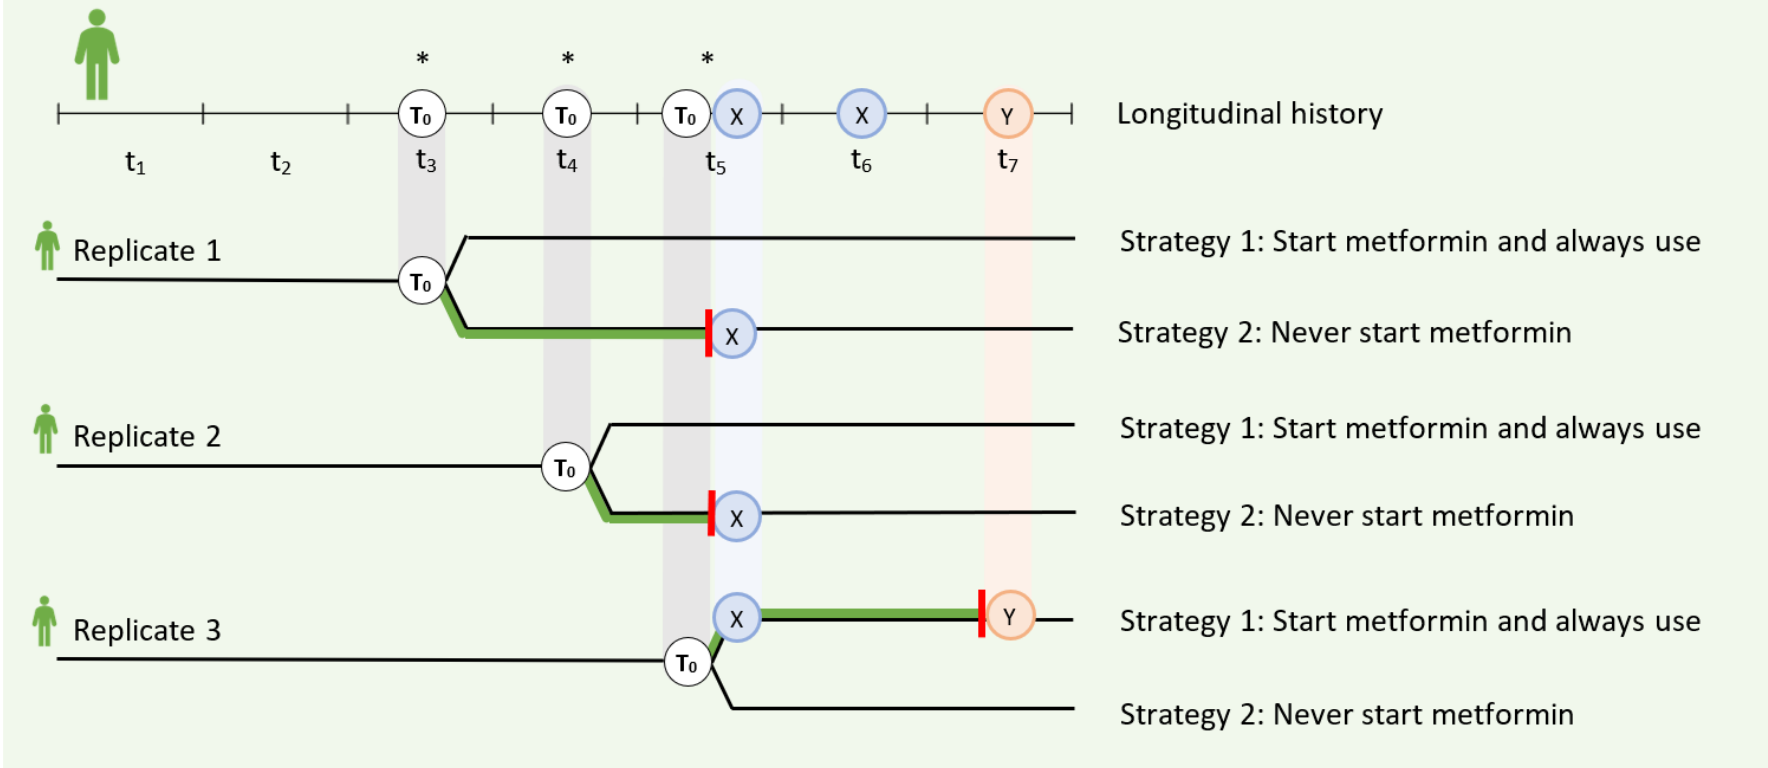 * * *
T₀ T₀ T₀ X X Y Longitudinal history
t₁ t₂ t₃ t₄ t₅ t₆ t₇
Replicate 1
Strategy 1: Start metformin and always use
T₀
X Strategy 2: Never start metformin
Replicate 2
Strategy 1: Start metformin and always use
T₀
X Strategy 2: Never start metformin
Replicate 3
X Y Strategy 1: Start metformin and always use
T₀
Strategy 2: Never start metformin